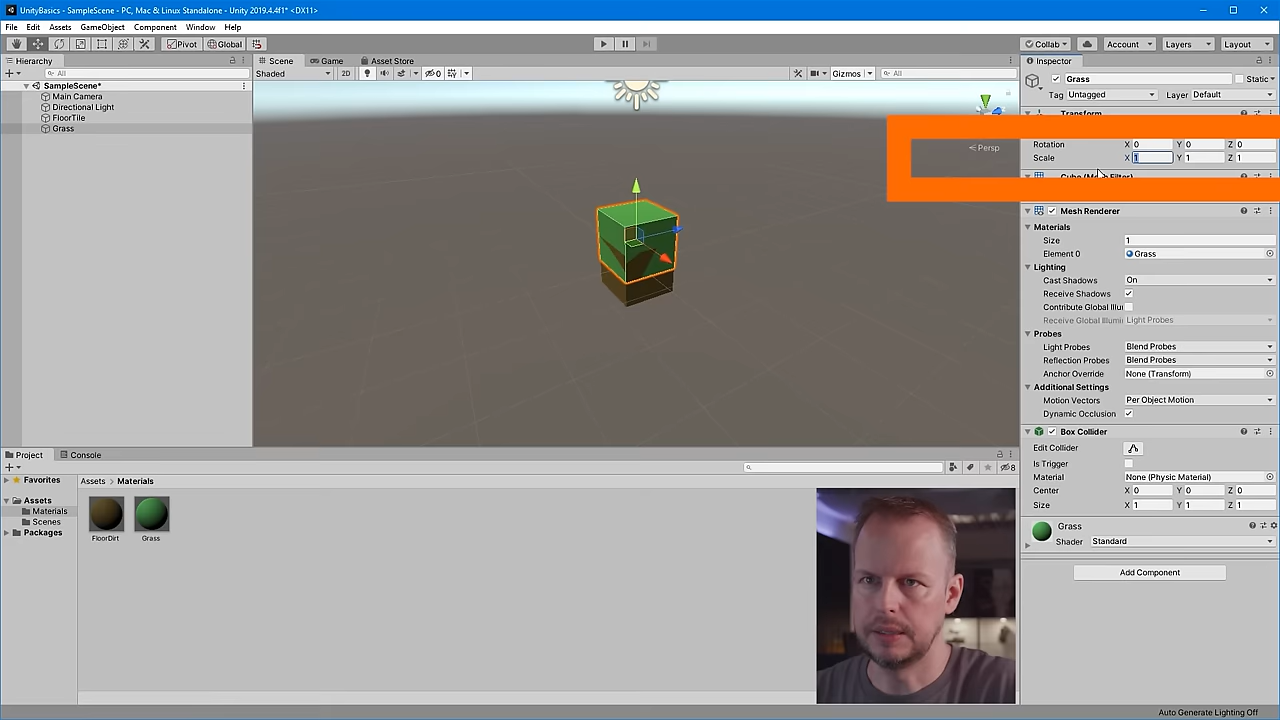 UnityBasics - SampleScene - PC, Mac & Linux Standalone - Unity 2019.4.4f1* <DX11>
File Edit Assets GameObject Component Window Help
Pivot Global Collab Account Layers Layout
Hierarchy
All
SampleScene*
Main Camera
Directional Light
FloorTile
Grass
Scene Game Asset Store
Shaded 2D 0 Gizmos All
Persp
Inspector
Grass Static
Tag Untagged Layer Default
Transform
Rotation X 0 Y 0 Z 0
Scale X 1 Y 1 Z 1
Cube (Mesh Filter)
Mesh Renderer
Materials
Size 1
Element 0 Grass
Lighting
Cast Shadows On
Receive Shadows
Contribute Global Illui
Receive Global Illumii Light Probes
Probes
Light Probes Blend Probes
Reflection Probes Blend Probes
Anchor Override None (Transform)
Additional Settings
Motion Vectors Per Object Motion
Dynamic Occlusion
Box Collider
Edit Collider
Is Trigger
Material None (Physic Material)
Center X 0 Y 0 Z 0
Size X 1 Y 1 Z 1
Grass
Shader Standard
Add Component
Project Console
8
Favorites
Assets
Materials
Scenes
Packages
Assets > Materials
FloorDirt Grass
Auto Generate Lighting Off